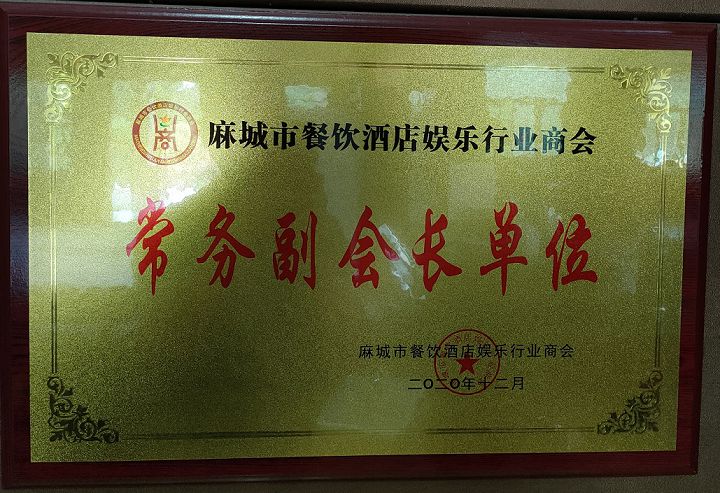 麻城市餐饮酒店娱乐行业商会
常务副会长单位
麻城市餐饮酒店娱乐行业商会
二〇二〇年十二月